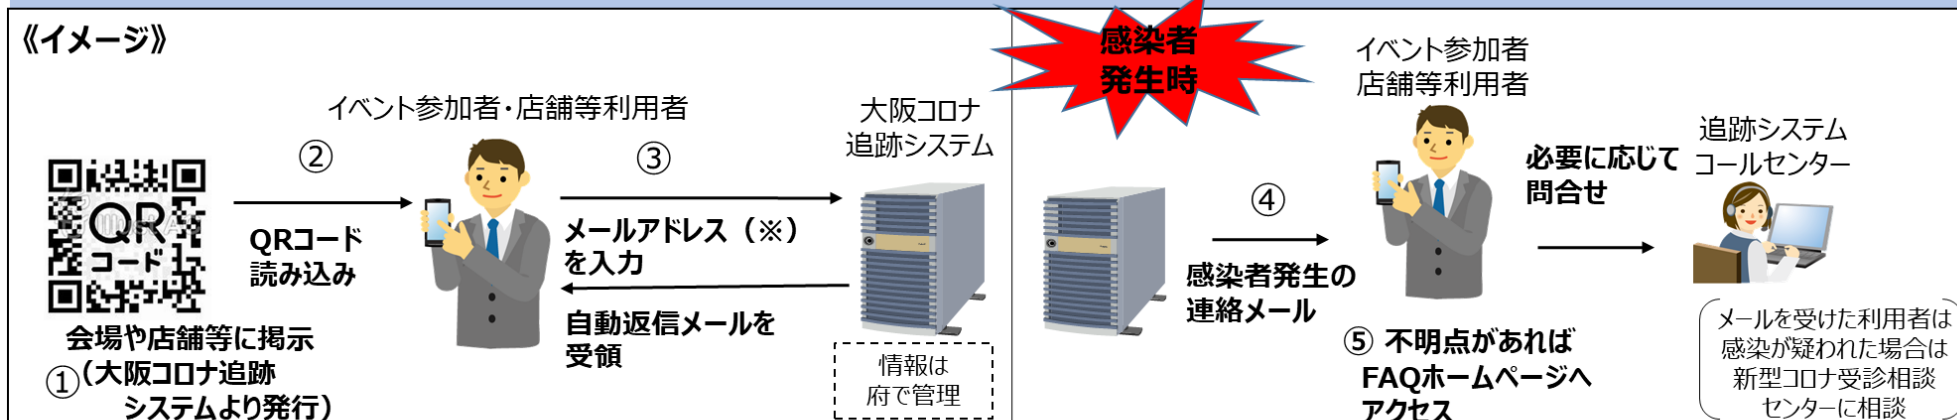 《イメージ》
イベント参加者・店舗等利用者
大阪コロナ
追跡システム
②
③
QR
コード
QRコード
読み込み
メールアドレス（※）
を入力
自動返信メールを
受領
会場や店舗等に掲示
①（大阪コロナ追跡
システムより発行）
情報は
府で管理
感染者
発生時
イベント参加者
店舗等利用者
④
感染者発生の
連絡メール
必要に応じて
問合せ
追跡システム
コールセンター
⑤ 不明点があれば
FAQホームページへ
アクセス
メールを受けた利用者は
感染が疑われた場合は
新型コロナ受診相談
センターに相談